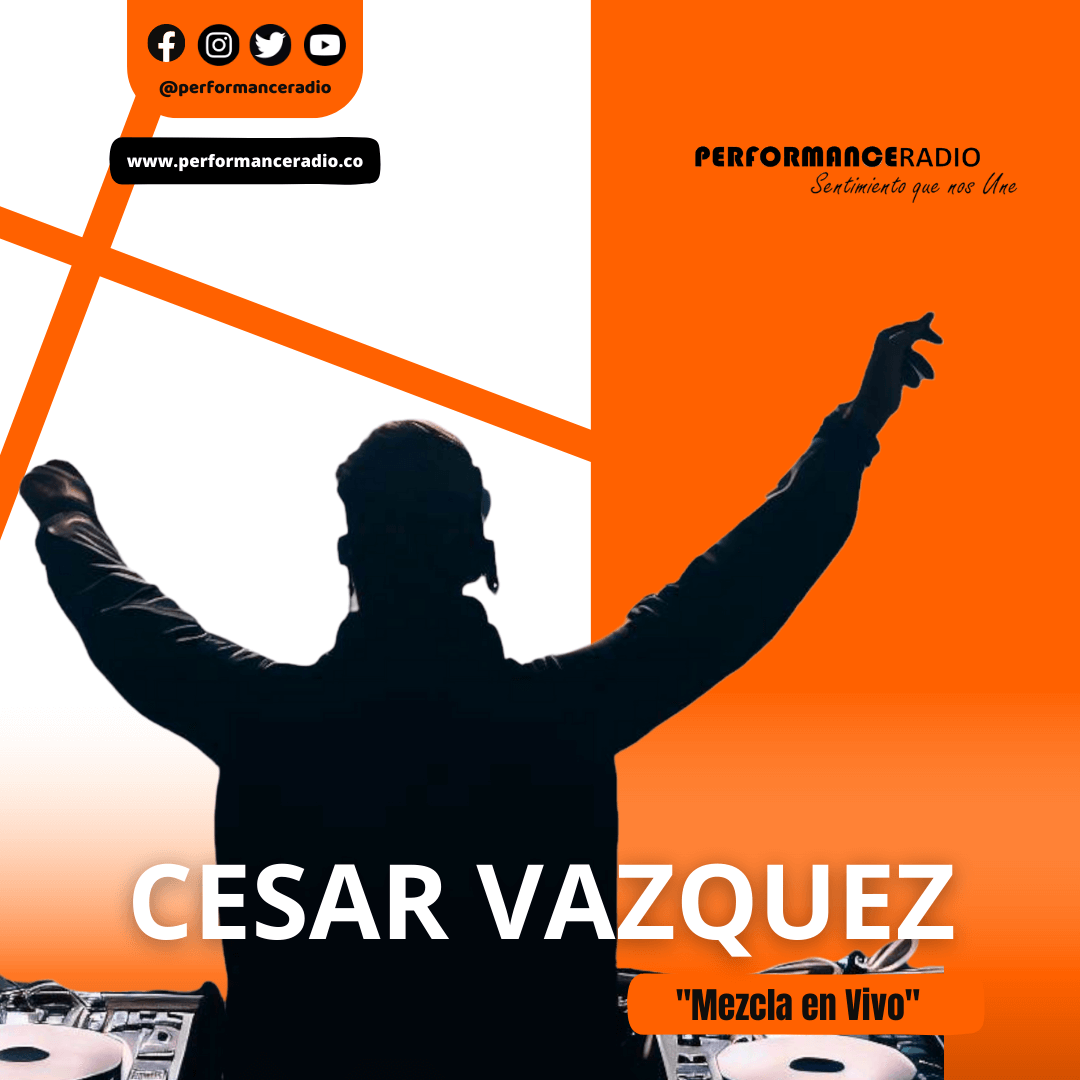 @performanceradio
www.performanceradio.co
PERFORMANCERADIO
Sentimiento que nos Une
CESAR VAZQUEZ
"Mezcla en Vivo"